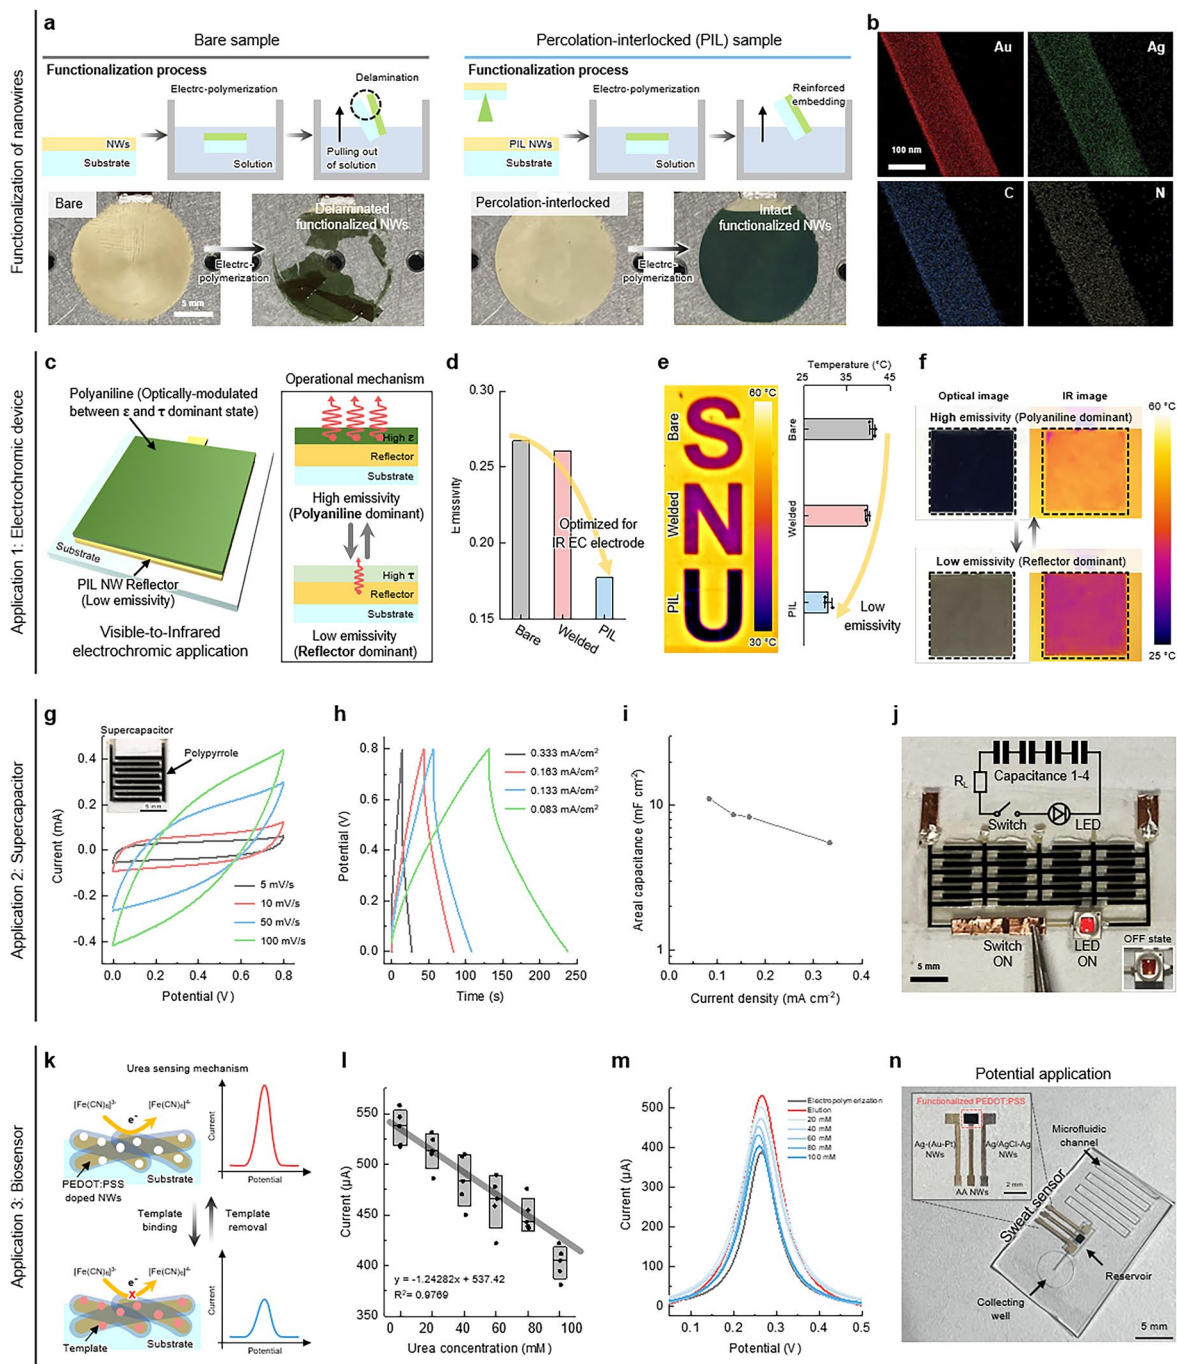 Functionalization of nanowires
a
Bare sample
Functionalization process
Electrc-polymerization
Delamination
NWs
Substrate
Solution
Pulling out
of solution
Bare
5 mm
Electrc-
polymerization
Delaminated
functionalized NWs
Percolation-interlocked (PIL) sample
Functionalization process
Electrc-polymerization
Reinforced
embedding
PIL NWs
Substrate
Solution
Percolation-interlocked
Electrc-
polymerization
Intact
functionalized NWs
b
Au
Ag
100 nm
C
N
Application 1: Electrochromic device
c
Polyaniline (Optically-modulated
between ε and τ dominant state)
Substrate
PIL NW Reflector
(Low emissivity)
Visible-to-Infrared
electrochromic application
Operational mechanism
High ε
Reflector
Substrate
High emissivity
(Polyaniline dominant)
High τ
Reflector
Substrate
Low emissivity
(Reflector dominant)
d
0.30
0.25
0.20
0.15
Emissivity
Optimized for
IR EC electrode
Bare
Welded
PIL
e
Bare
Welded
PIL
S
N
U
60 °C
30 °C
Temperature (°C)
25
35
45
Bare
Welded
PIL
Low
emissivity
f
Optical image
IR image
High emissivity (Polyaniline dominant)
Low emissivity (Reflector dominant)
60 °C
25 °C
Application 2: Supercapacitor
g
Supercapacitor
Polypyrrole
5 mm
0.4
0.2
0.0
-0.2
-0.4
Current (mA)
5 mV/s
10 mV/s
50 mV/s
100 mV/s
0.0 0.2 0.4 0.6 0.8
Potential (V)
h
0.8
0.6
0.4
0.2
0.0
Potential (V)
0.333 mA/cm²
0.163 mA/cm²
0.133 mA/cm²
0.083 mA/cm²
0 50 100 150 200 250
Time (s)
i
10
1
Areal capacitance (mF cm⁻²)
0.0 0.1 0.2 0.3 0.4
Current density (mA cm⁻²)
j
Capacitance 1-4
RL
Switch
LED
Switch
ON
LED
ON
OFF state
5 mm
Application 3: Biosensor
k
Urea sensing mechanism
[Fe(CN)₆]³⁻
[Fe(CN)₆]⁴⁻
e⁻
PEDOT:PSS
doped NWs
Substrate
Current
Potential
Template
binding
Template
removal
[Fe(CN)₆]³⁻
[Fe(CN)₆]⁴⁻
e⁻
X
Template
Substrate
Current
Potential
l
550
500
450
400
350
Current (µA)
y = -1.24282x + 537.42
R²= 0.9769
0 20 40 60 80 100
Urea concentration (mM)
m
500
400
300
200
100
0
Current (µA)
Electropolymerization
Elution
20 mM
40 mM
60 mM
80 mM
100 mM
0.1 0.2 0.3 0.4 0.5
Potential (V)
n
Potential application
Functionalized PEDOT:PSS
Ag-(Au-Pt)
NWs
Ag/AgCl-Ag
NWs
AA NWs
2 mm
Microfluidic
channel
Sweat sensor
Reservoir
Collecting
well
5 mm